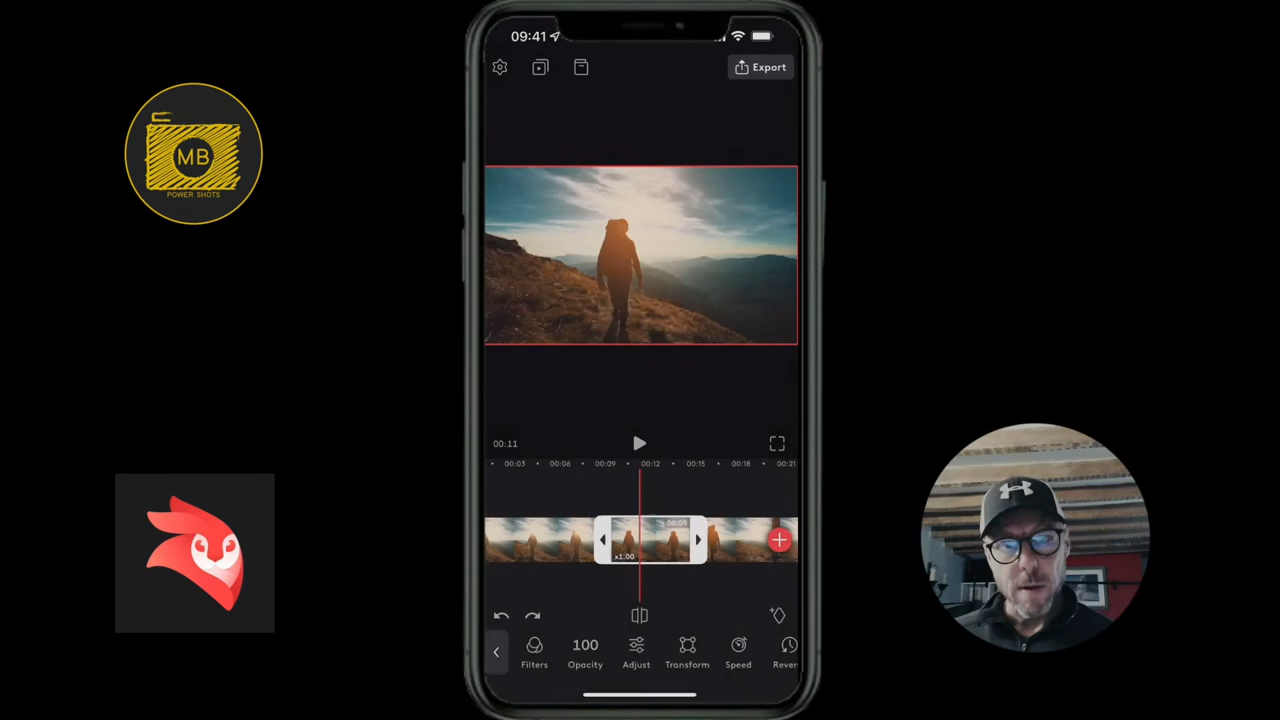 09:41
Export
MB
POWER SHOTS
00:11
00:03 00:06 00:09 00:12 00:15 00:18 00:21
x1.00
Filters
100
Opacity
Adjust
Transform
Speed
Rever